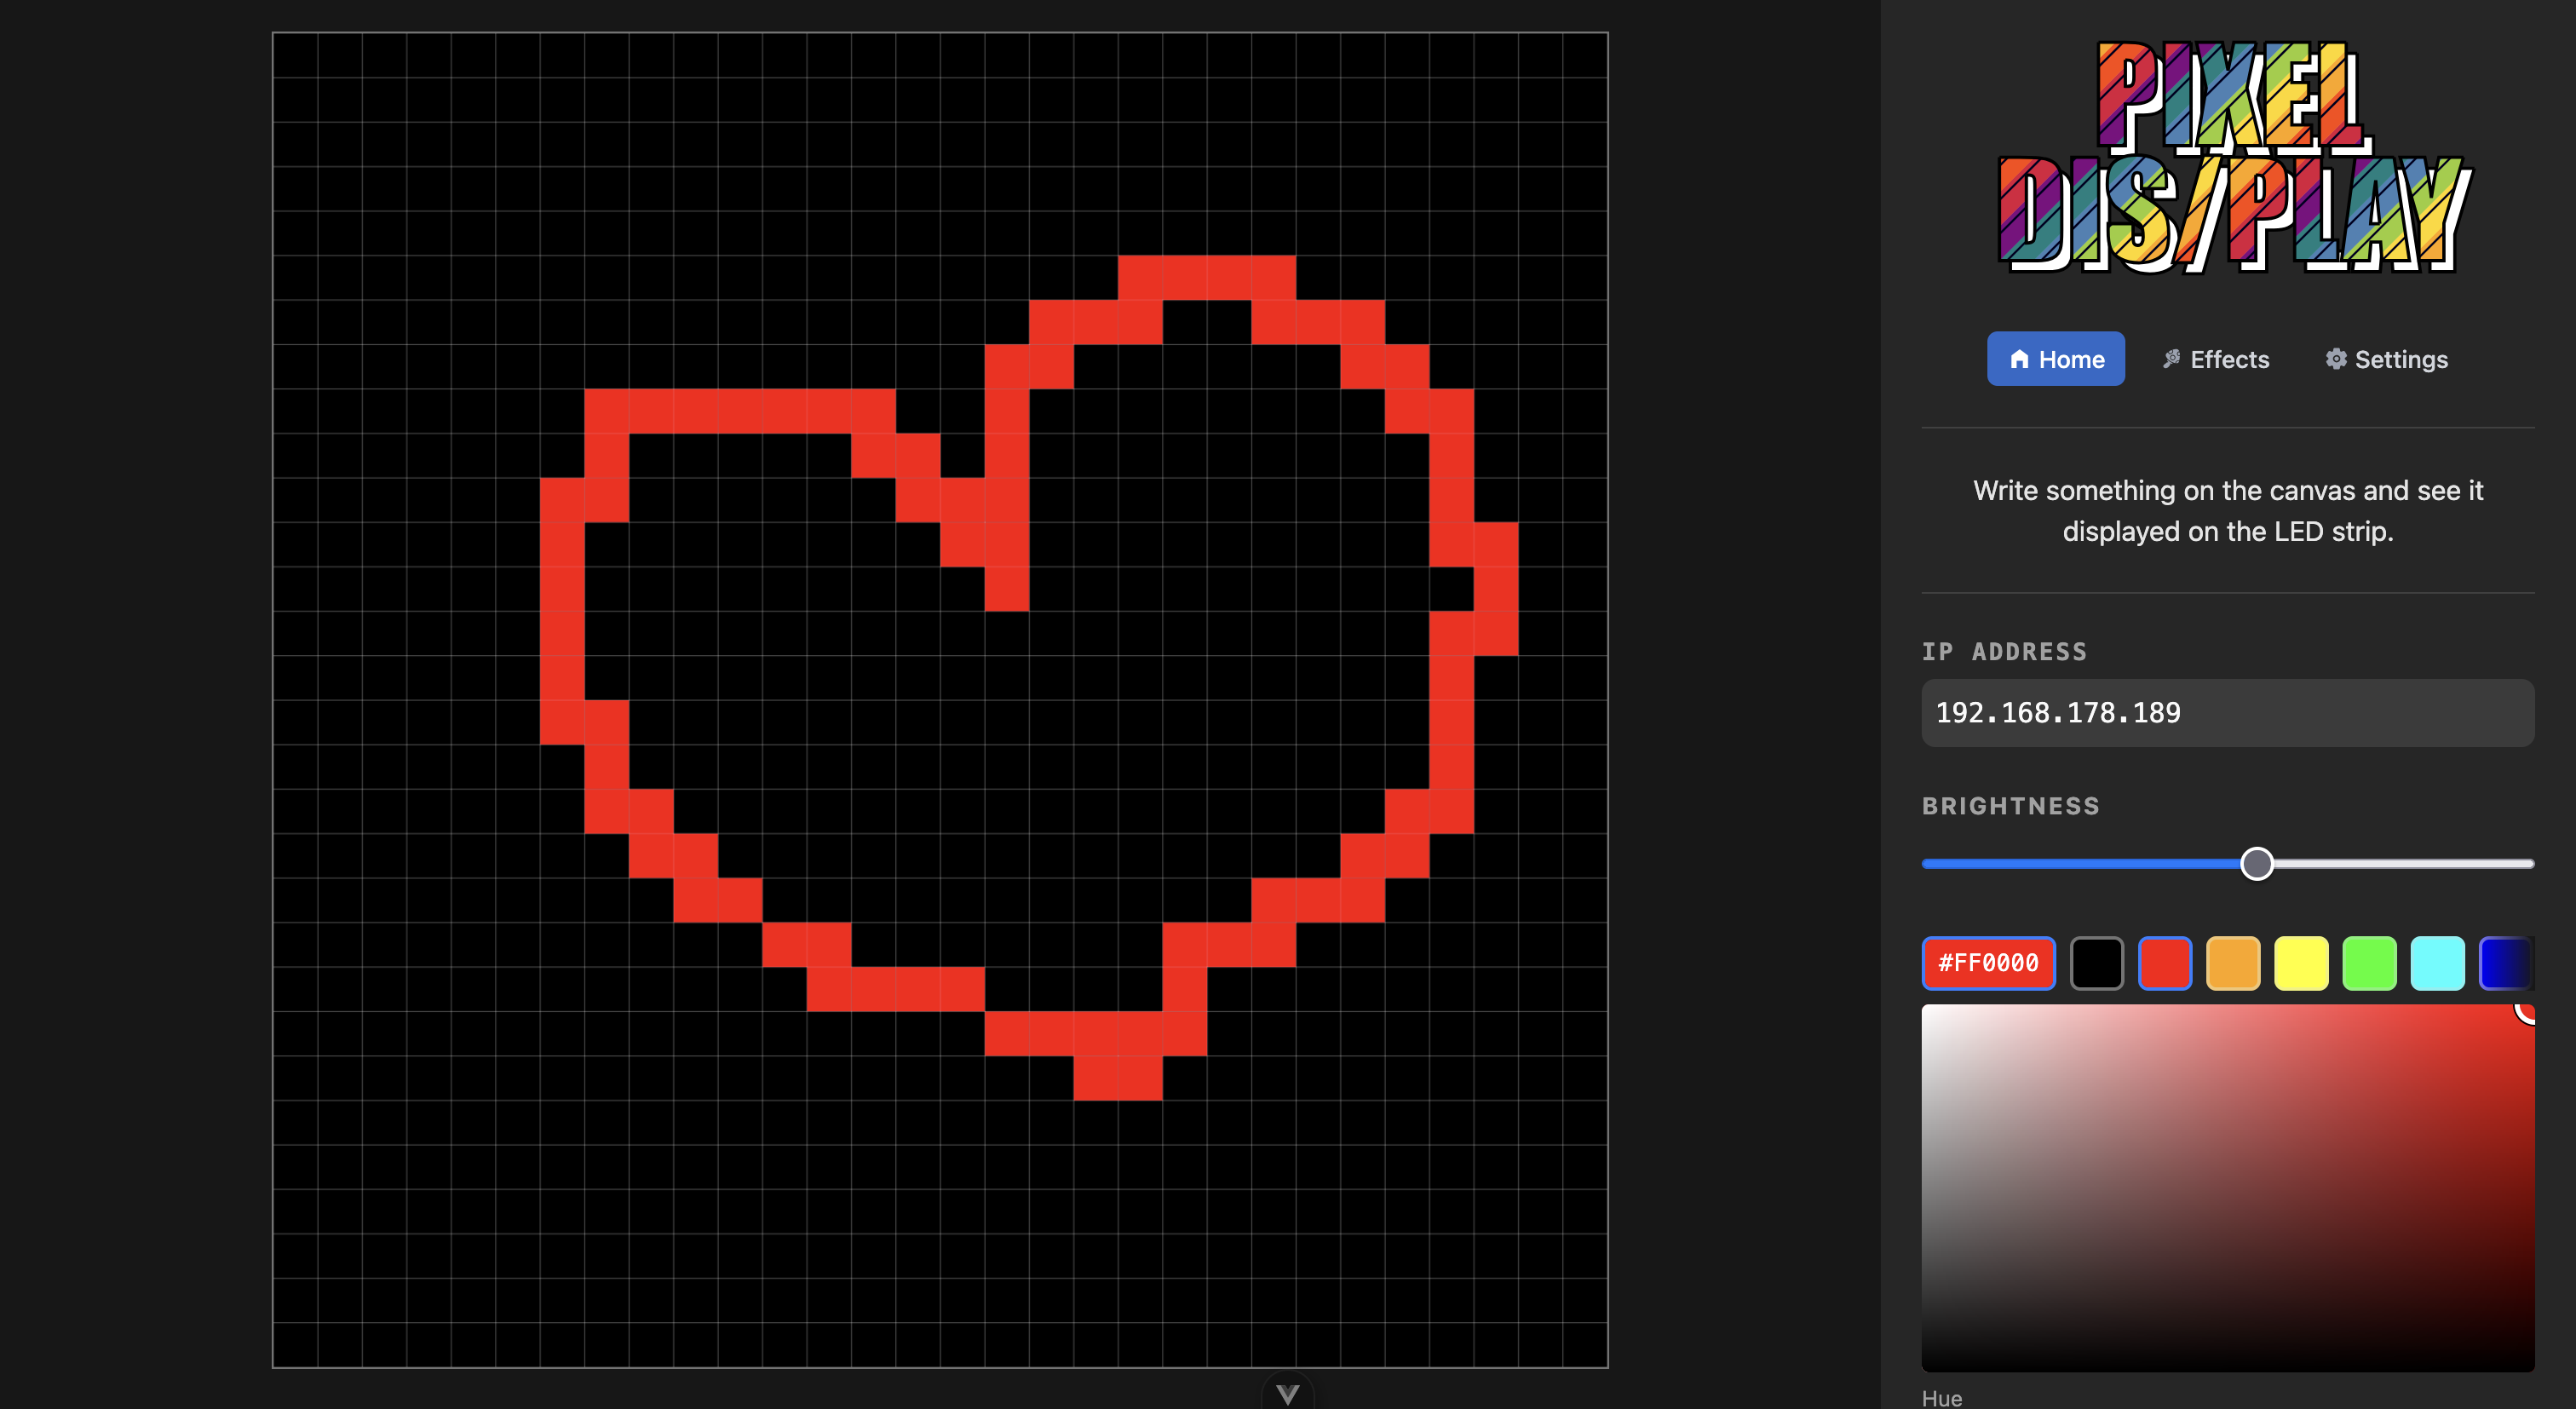 PIXEL
DIS/PLAY
Home
Effects
Settings
Write something on the canvas and see it
displayed on the LED strip.
IP ADDRESS
192.168.178.189
BRIGHTNESS
#FF0000
Hue